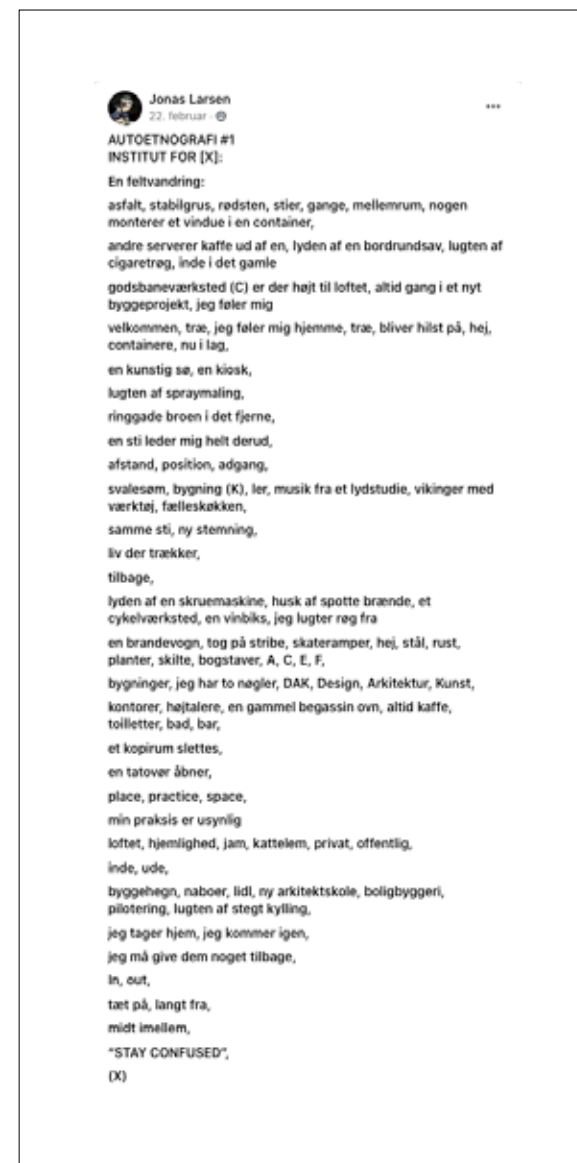 Jonas Larsen
22. februar ·
AUTOETNOGRAFI #1
INSTITUT FOR [X]:
En feltvandring:
asfalt, stabilgrus, rødsten, stier, gange, mellemrum, nogen
monterer et vindue i en container,
andre serverer kaffe ud af en, lyden af en bordrundsav, lugten af
cigaretrøg, inde i det gamle
godsbaneværksted (C) er der højt til loftet, altid gang i et nyt
byggeprojekt, jeg føler mig
velkommen, træ, jeg føler mig hjemme, træ, bliver hilst på, hej,
containere, nu i lag,
en kunstig sø, en kiosk,
lugten af spraymaling,
ringgade broen i det fjerne,
en sti leder mig helt derud,
afstand, position, adgang,
svalesøm, bygning (K), ler, musik fra et lydstudie, vikinger med
værktøj, fælleskøkken,
samme sti, ny stemning,
liv der trækker,
tilbage,
lyden af en skruemaskine, husk af spotte brænde, et
cykelværksted, en vinbiks, jeg lugter røg fra
en brandevogn, tog på stribe, skateramper, hej, stål, rust,
planter, skilte, bogstaver, A, C, E, F,
bygninger, jeg har to nøgler, DAK, Design, Arkitektur, Kunst,
kontorer, højtalere, en gammel begassin ovn, altid kaffe,
toilletter, bad, bar,
et kopirum slettes,
en tatovør åbner,
place, practice, space,
min praksis er usynlig
loftet, hjemlighed, jam, kattelem, privat, offentlig,
inde, ude,
byggehegn, naboer, lidl, ny arkitektskole, boligbyggeri,
pilotering, lugten af stegt kylling,
jeg tager hjem, jeg kommer igen,
jeg må give dem noget tilbage,
In, out,
tæt på, langt fra,
midt imellem,
"STAY CONFUSED",
(X)